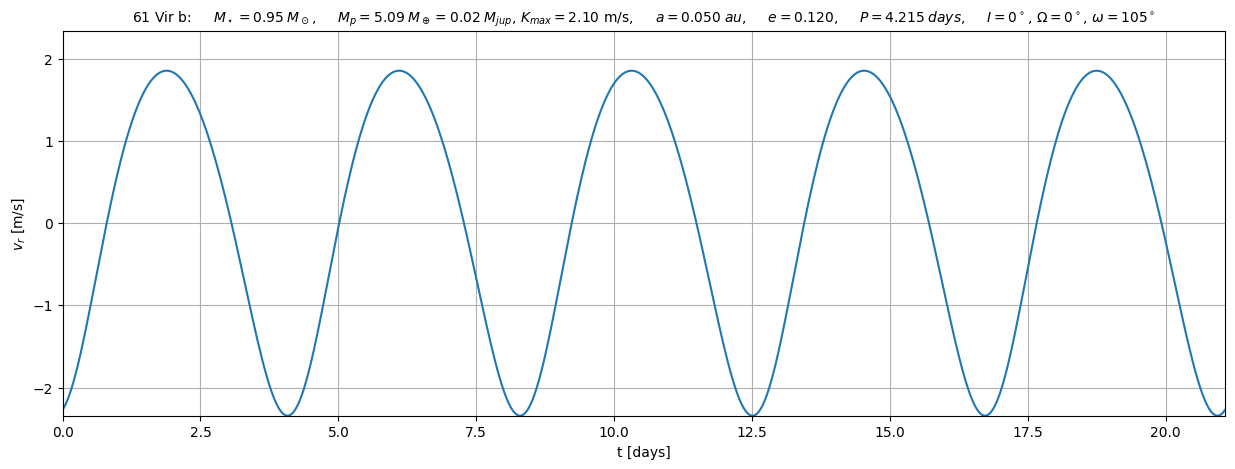 61 Vir b: M⋆ = 0.95 M⊙, Mp = 5.09 M⊕ = 0.02 Mjup, Kmax = 2.10 m/s, a = 0.050 au, e = 0.120, P = 4.215 days, I = 0°, Ω = 0°, ω = 105°
2
1
0
−1
−2
vr [m/s]
0.0 2.5 5.0 7.5 10.0 12.5 15.0 17.5 20.0
t [days]